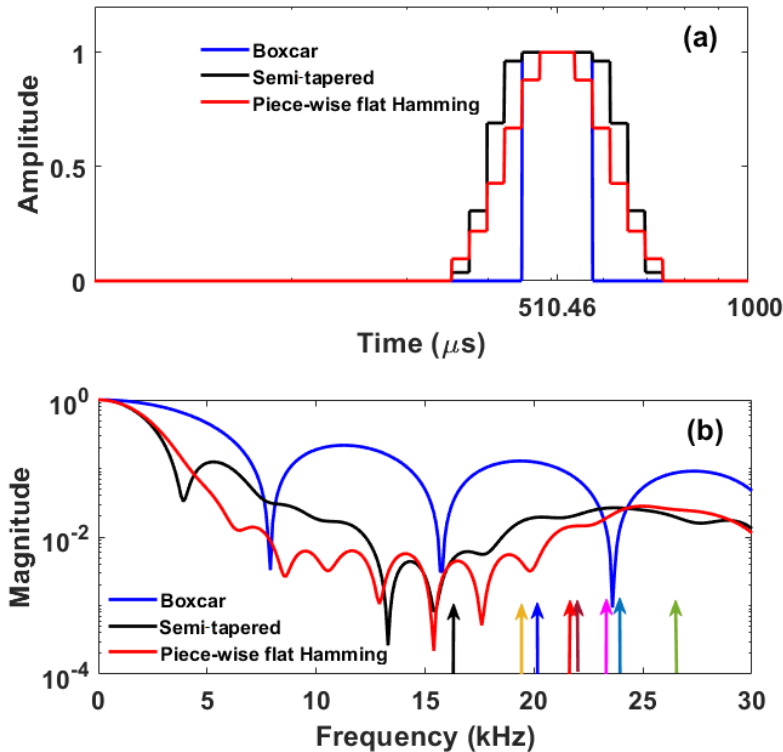 (a)
Boxcar
Semi-tapered
Piece-wise flat Hamming
1
0.5
0
Amplitude
510.46
1000
Time (μs)
(b)
10^0
10^-2
10^-4
Magnitude
Boxcar
Semi-tapered
Piece-wise flat Hamming
0 5 10 15 20 25 30
Frequency (kHz)